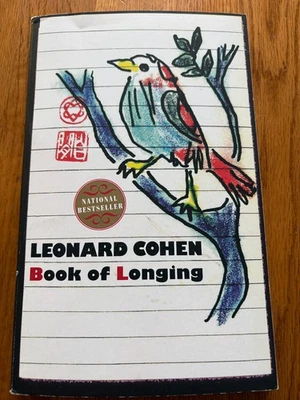 NATIONAL
BESTSELLER
LEONARD COHEN
Book of Longing